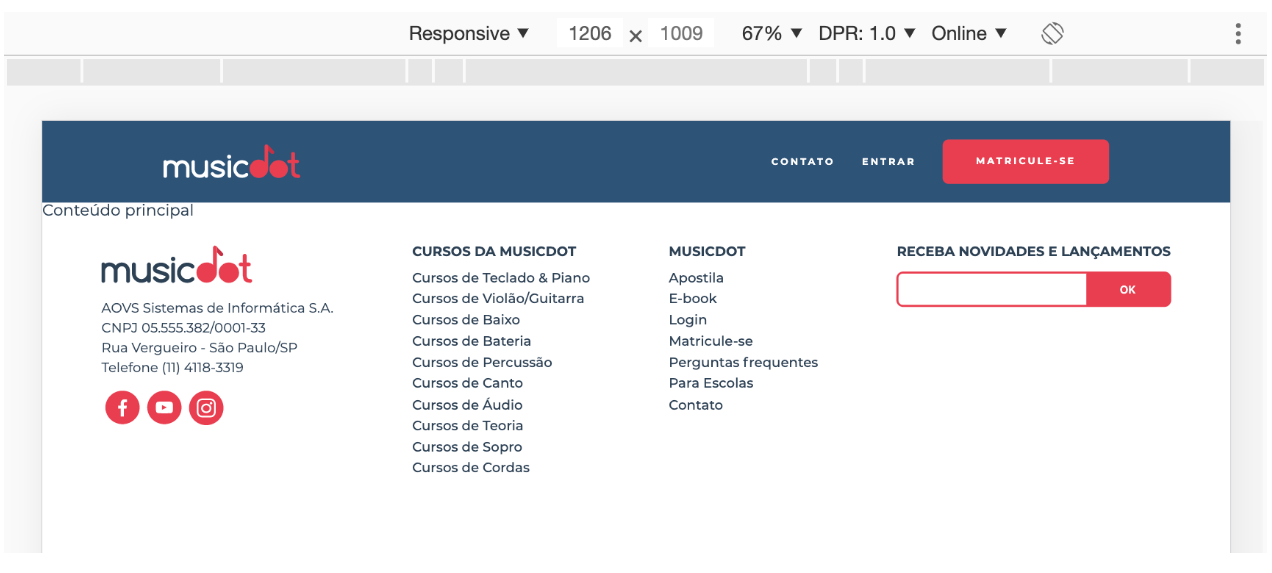 Responsive ▼ 1206 x 1009 67% ▼ DPR: 1.0 ▼ Online ▼
musicdot
CONTATO ENTRAR MATRICULE-SE
Conteúdo principal
musicdot
AOVS Sistemas de Informática S.A.
CNPJ 05.555.382/0001-33
Rua Vergueiro - São Paulo/SP
Telefone (11) 4118-3319
CURSOS DA MUSICDOT
Cursos de Teclado & Piano
Cursos de Violão/Guitarra
Cursos de Baixo
Cursos de Bateria
Cursos de Percussão
Cursos de Canto
Cursos de Áudio
Cursos de Teoria
Cursos de Sopro
Cursos de Cordas
MUSICDOT
Apostila
E-book
Login
Matricule-se
Perguntas frequentes
Para Escolas
Contato
RECEBA NOVIDADES E LANÇAMENTOS
OK